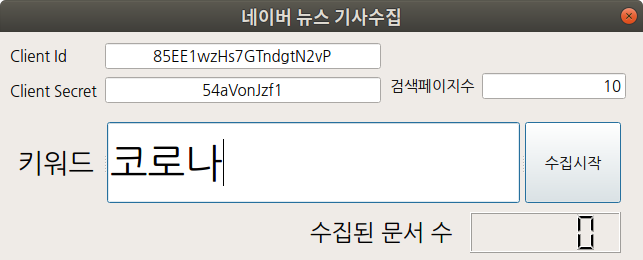 네이버 뉴스 기사수집
Client Id 85EE1wzHs7GTndgtN2vP
Client Secret 54aVonJzf1 검색페이지수 10
키워드 코로나 수집시작
수집된 문서 수 0